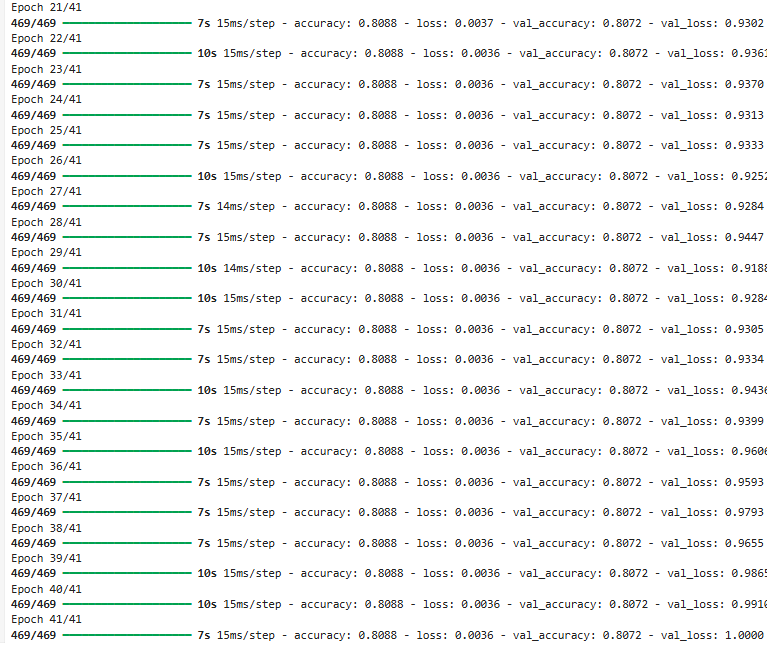 Epoch 21/41
469/469 ━━━━━━━━━━━━━━━━━━━━ 7s 15ms/step - accuracy: 0.8088 - loss: 0.0037 - val_accuracy: 0.8072 - val_loss: 0.9302
Epoch 22/41
469/469 ━━━━━━━━━━━━━━━━━━━━ 10s 15ms/step - accuracy: 0.8088 - loss: 0.0036 - val_accuracy: 0.8072 - val_loss: 0.9361
Epoch 23/41
469/469 ━━━━━━━━━━━━━━━━━━━━ 7s 15ms/step - accuracy: 0.8088 - loss: 0.0036 - val_accuracy: 0.8072 - val_loss: 0.9370
Epoch 24/41
469/469 ━━━━━━━━━━━━━━━━━━━━ 7s 15ms/step - accuracy: 0.8088 - loss: 0.0036 - val_accuracy: 0.8072 - val_loss: 0.9313
Epoch 25/41
469/469 ━━━━━━━━━━━━━━━━━━━━ 7s 15ms/step - accuracy: 0.8088 - loss: 0.0036 - val_accuracy: 0.8072 - val_loss: 0.9333
Epoch 26/41
469/469 ━━━━━━━━━━━━━━━━━━━━ 10s 15ms/step - accuracy: 0.8088 - loss: 0.0036 - val_accuracy: 0.8072 - val_loss: 0.9252
Epoch 27/41
469/469 ━━━━━━━━━━━━━━━━━━━━ 7s 14ms/step - accuracy: 0.8088 - loss: 0.0036 - val_accuracy: 0.8072 - val_loss: 0.9284
Epoch 28/41
469/469 ━━━━━━━━━━━━━━━━━━━━ 7s 15ms/step - accuracy: 0.8088 - loss: 0.0036 - val_accuracy: 0.8072 - val_loss: 0.9447
Epoch 29/41
469/469 ━━━━━━━━━━━━━━━━━━━━ 10s 14ms/step - accuracy: 0.8088 - loss: 0.0036 - val_accuracy: 0.8072 - val_loss: 0.9188
Epoch 30/41
469/469 ━━━━━━━━━━━━━━━━━━━━ 10s 15ms/step - accuracy: 0.8088 - loss: 0.0036 - val_accuracy: 0.8072 - val_loss: 0.9284
Epoch 31/41
469/469 ━━━━━━━━━━━━━━━━━━━━ 7s 15ms/step - accuracy: 0.8088 - loss: 0.0036 - val_accuracy: 0.8072 - val_loss: 0.9305
Epoch 32/41
469/469 ━━━━━━━━━━━━━━━━━━━━ 7s 15ms/step - accuracy: 0.8088 - loss: 0.0036 - val_accuracy: 0.8072 - val_loss: 0.9334
Epoch 33/41
469/469 ━━━━━━━━━━━━━━━━━━━━ 10s 15ms/step - accuracy: 0.8088 - loss: 0.0036 - val_accuracy: 0.8072 - val_loss: 0.9436
Epoch 34/41
469/469 ━━━━━━━━━━━━━━━━━━━━ 7s 15ms/step - accuracy: 0.8088 - loss: 0.0036 - val_accuracy: 0.8072 - val_loss: 0.9399
Epoch 35/41
469/469 ━━━━━━━━━━━━━━━━━━━━ 10s 15ms/step - accuracy: 0.8088 - loss: 0.0036 - val_accuracy: 0.8072 - val_loss: 0.9606
Epoch 36/41
469/469 ━━━━━━━━━━━━━━━━━━━━ 7s 15ms/step - accuracy: 0.8088 - loss: 0.0036 - val_accuracy: 0.8072 - val_loss: 0.9593
Epoch 37/41
469/469 ━━━━━━━━━━━━━━━━━━━━ 7s 15ms/step - accuracy: 0.8088 - loss: 0.0036 - val_accuracy: 0.8072 - val_loss: 0.9793
Epoch 38/41
469/469 ━━━━━━━━━━━━━━━━━━━━ 7s 15ms/step - accuracy: 0.8088 - loss: 0.0036 - val_accuracy: 0.8072 - val_loss: 0.9655
Epoch 39/41
469/469 ━━━━━━━━━━━━━━━━━━━━ 10s 15ms/step - accuracy: 0.8088 - loss: 0.0036 - val_accuracy: 0.8072 - val_loss: 0.9865
Epoch 40/41
469/469 ━━━━━━━━━━━━━━━━━━━━ 10s 15ms/step - accuracy: 0.8088 - loss: 0.0036 - val_accuracy: 0.8072 - val_loss: 0.9910
Epoch 41/41
469/469 ━━━━━━━━━━━━━━━━━━━━ 7s 15ms/step - accuracy: 0.8088 - loss: 0.0036 - val_accuracy: 0.8072 - val_loss: 1.0000